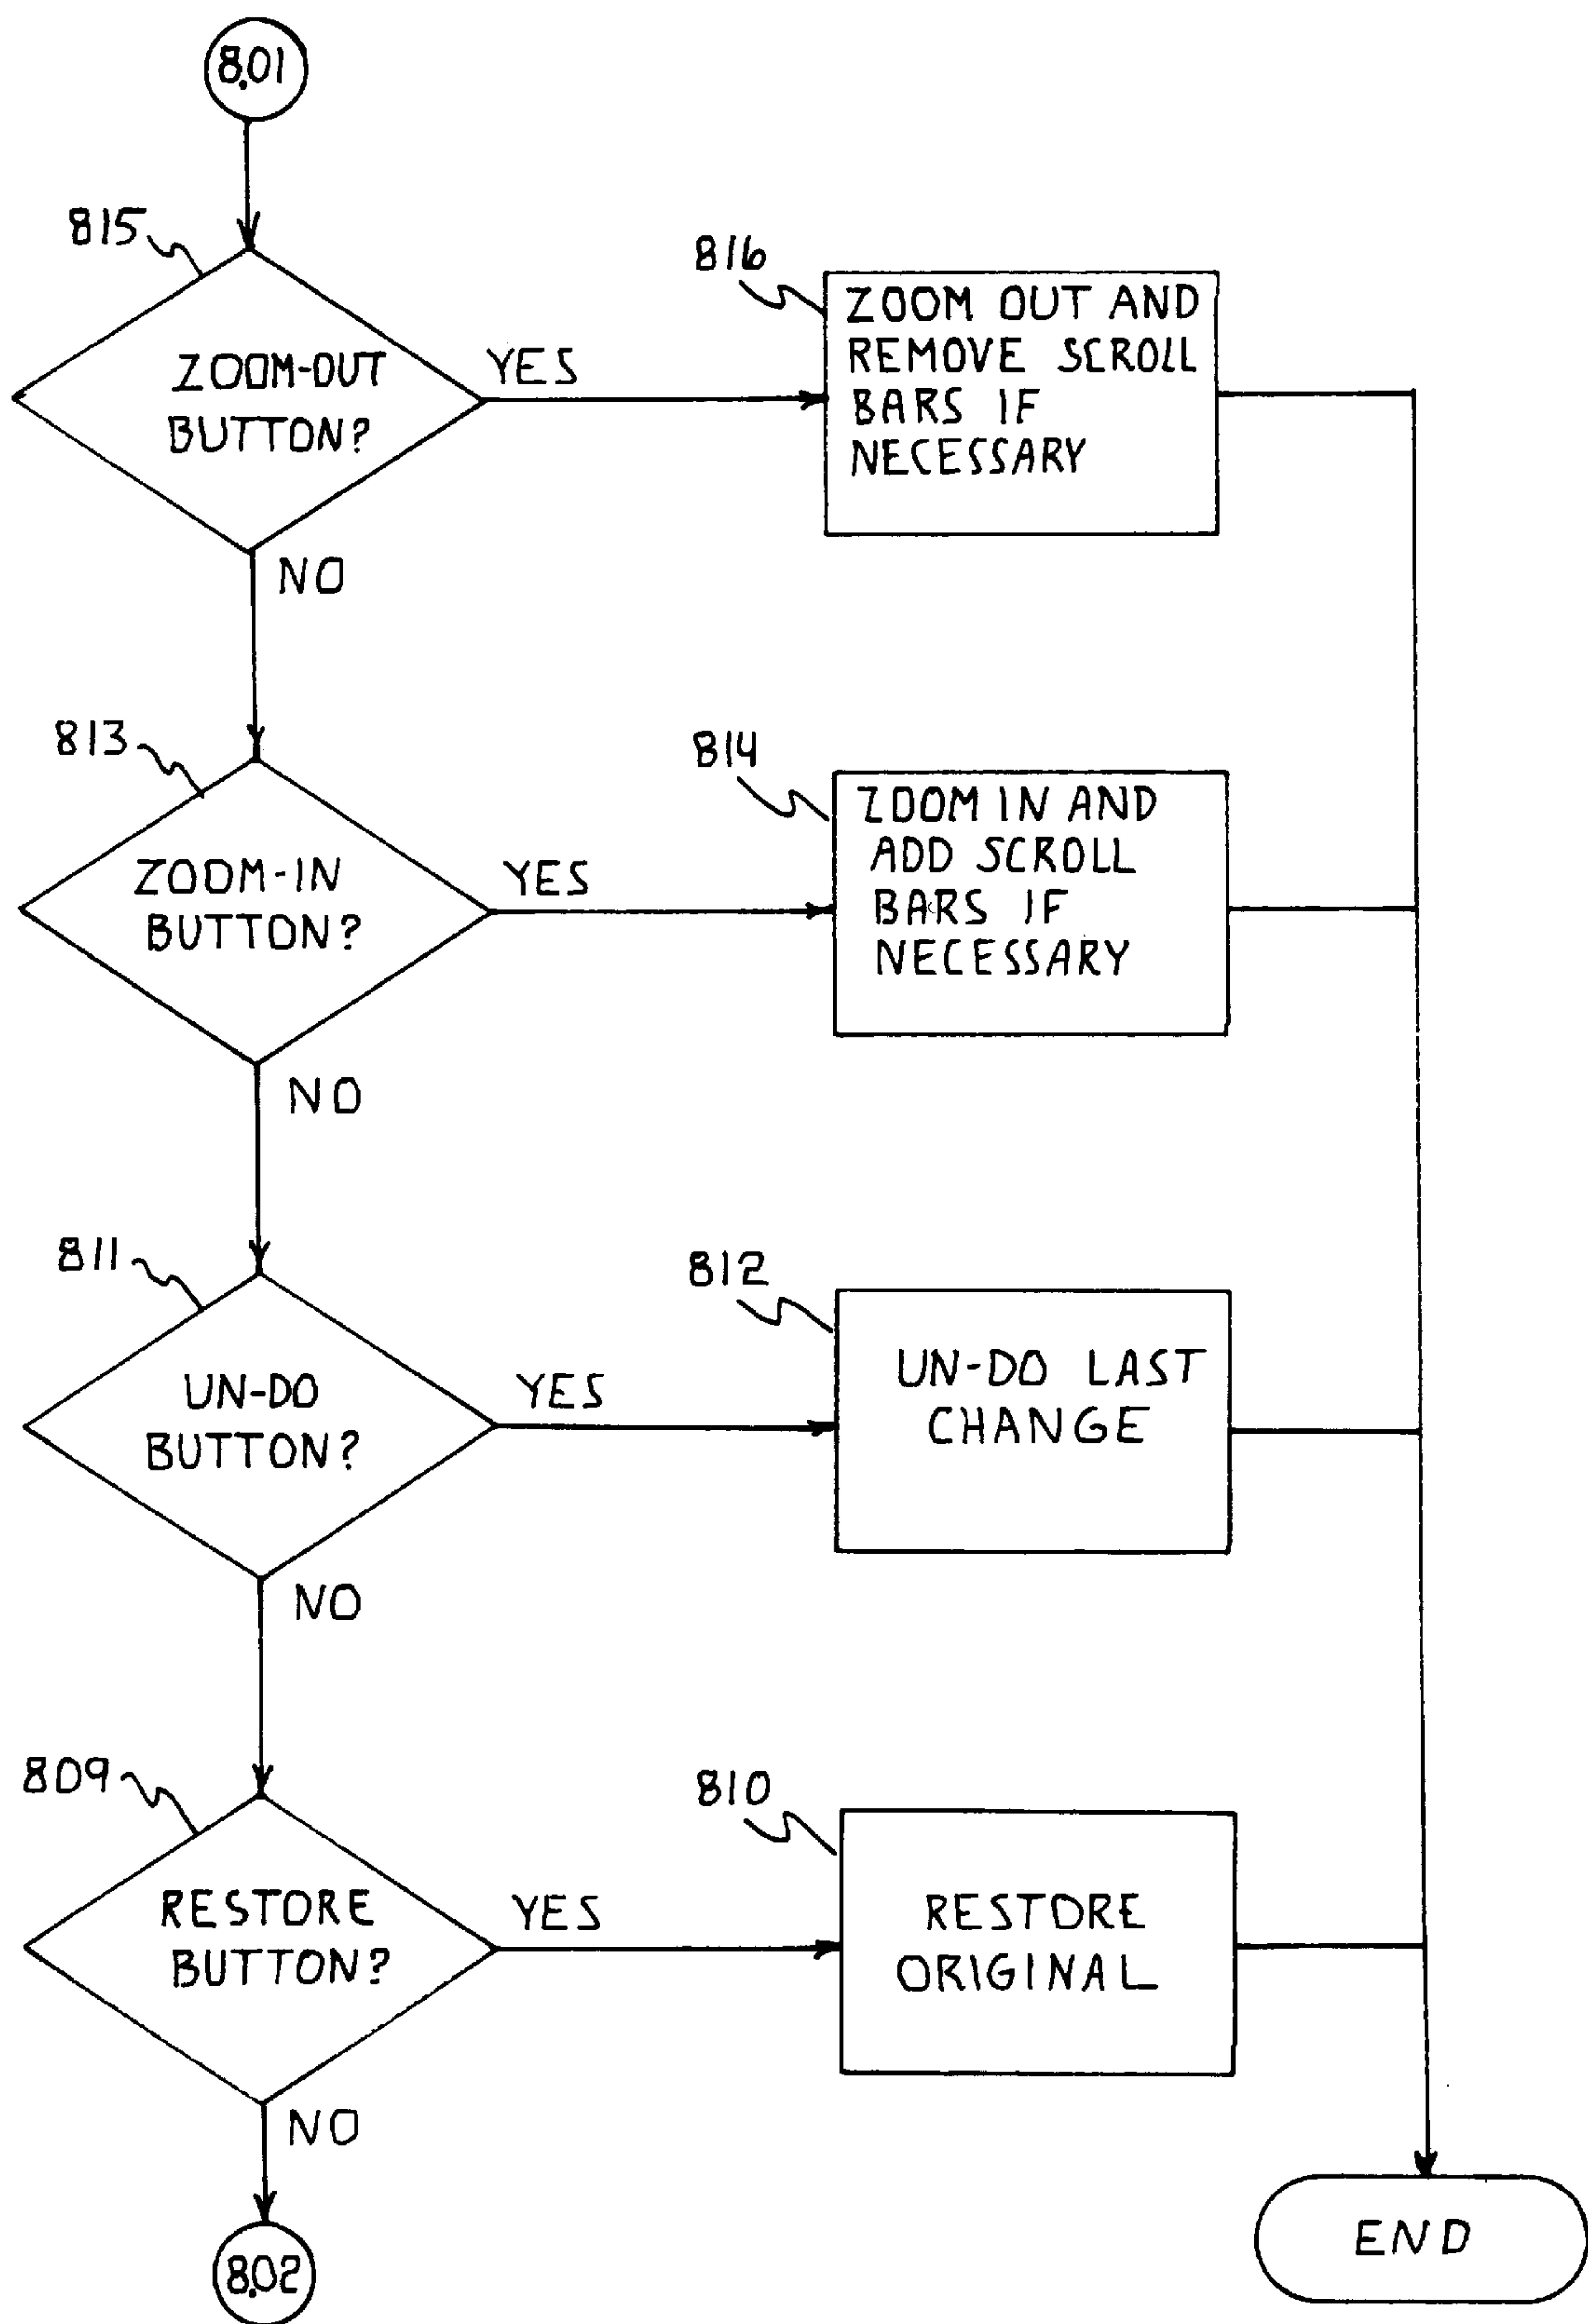 8.01
815
ZOOM-OUT
BUTTON?
YES
816
ZOOM OUT AND
REMOVE SCROLL
BARS IF
NECESSARY
NO
813
ZOOM-IN
BUTTON?
YES
814
ZOOM IN AND
ADD SCROLL
BARS IF
NECESSARY
NO
811
UN-DO
BUTTON?
YES
812
UN-DO LAST
CHANGE
NO
809
RESTORE
BUTTON?
YES
810
RESTORE
ORIGINAL
NO
8.02
END